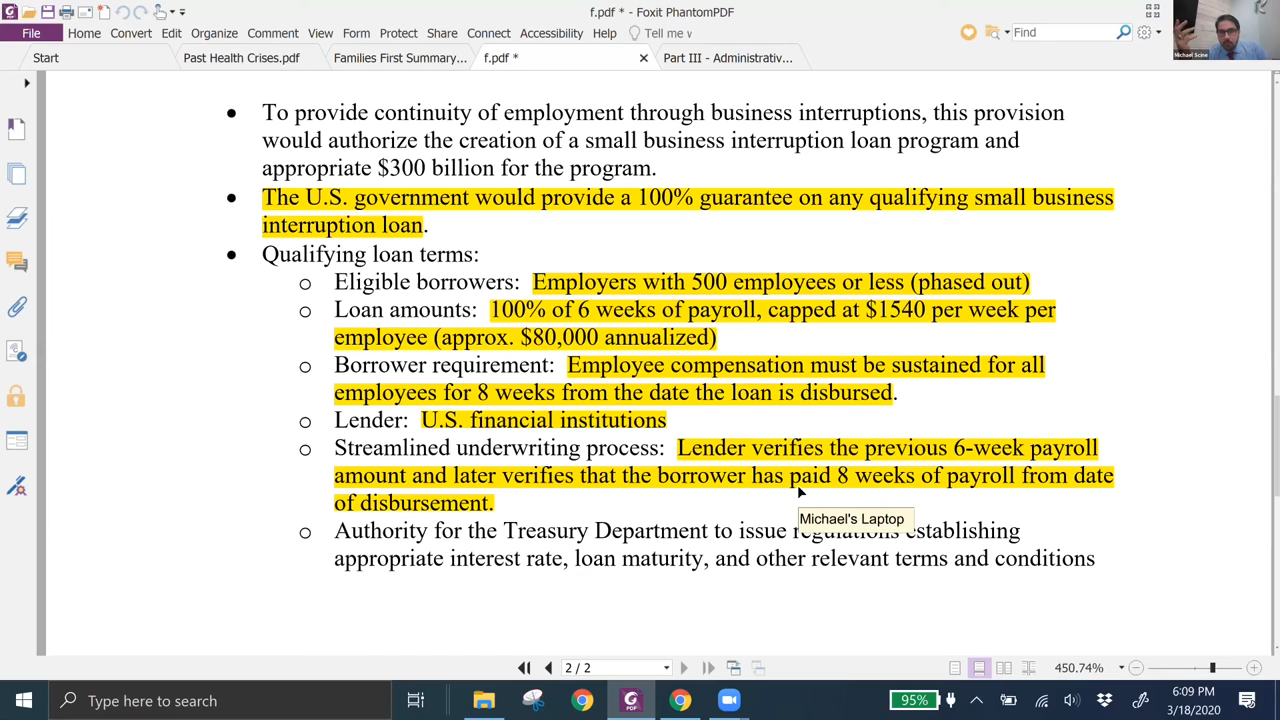 f.pdf * - Foxit PhantomPDF
File Home Convert Edit Organize Comment View Form Protect Share Connect Accessibility Help Tell me v Find
Michael Scine
Start Past Health Crises.pdf Families First Summary... f.pdf * Part III - Administrativ...
• To provide continuity of employment through business interruptions, this provision
would authorize the creation of a small business interruption loan program and
appropriate $300 billion for the program.
• The U.S. government would provide a 100% guarantee on any qualifying small business
interruption loan.
• Qualifying loan terms:
o Eligible borrowers: Employers with 500 employees or less (phased out)
o Loan amounts: 100% of 6 weeks of payroll, capped at $1540 per week per
employee (approx. $80,000 annualized)
o Borrower requirement: Employee compensation must be sustained for all
employees for 8 weeks from the date the loan is disbursed.
o Lender: U.S. financial institutions
o Streamlined underwriting process: Lender verifies the previous 6-week payroll
amount and later verifies that the borrower has paid 8 weeks of payroll from date
of disbursement.
Michael's Laptop
o Authority for the Treasury Department to issue regulations establishing
appropriate interest rate, loan maturity, and other relevant terms and conditions
2 / 2 450.74%
Type here to search 95% 6:09 PM
3/18/2020